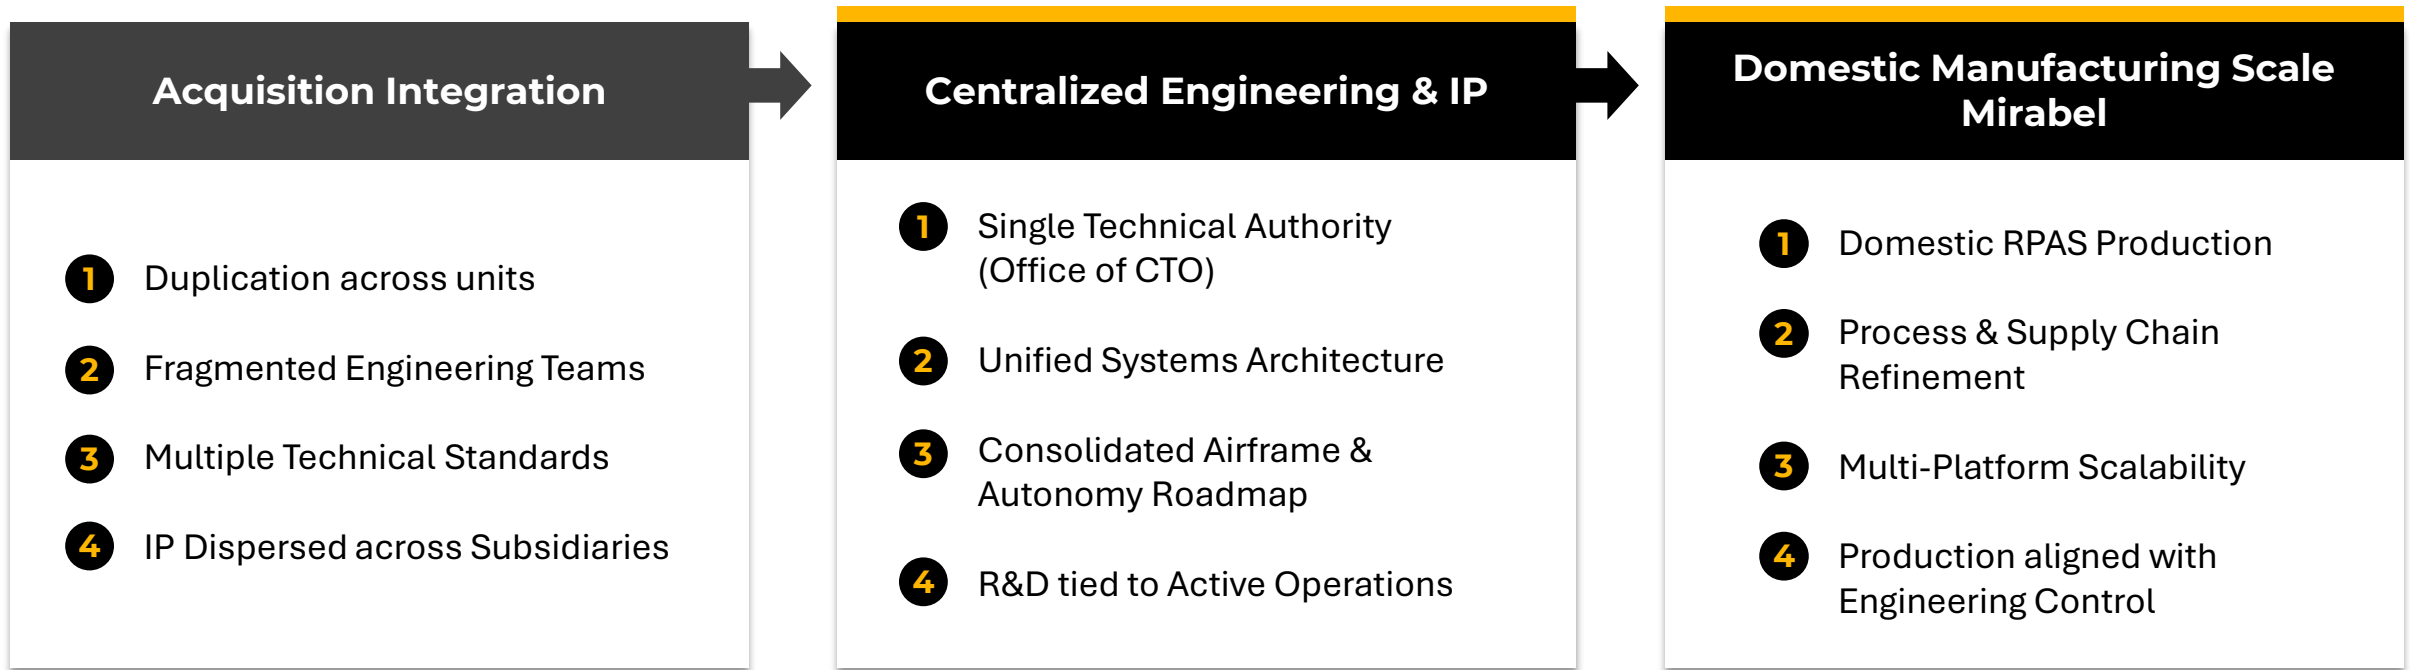 Acquisition Integration
1 Duplication across units
2 Fragmented Engineering Teams
3 Multiple Technical Standards
4 IP Dispersed across Subsidiaries
Centralized Engineering & IP
1 Single Technical Authority
(Office of CTO)
2 Unified Systems Architecture
3 Consolidated Airframe &
Autonomy Roadmap
4 R&D tied to Active Operations
Domestic Manufacturing Scale
Mirabel
1 Domestic RPAS Production
2 Process & Supply Chain
Refinement
3 Multi-Platform Scalability
4 Production aligned with
Engineering Control